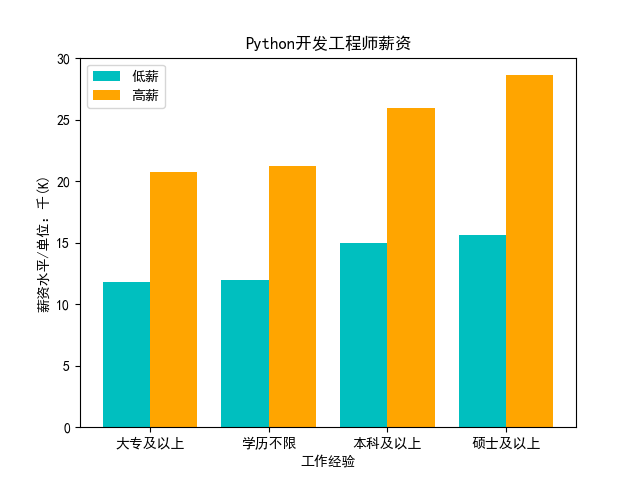 Python开发工程师薪资
低薪
高薪
薪资水平/单位：千(K)
30
25
20
15
10
5
0
大专及以上 学历不限 本科及以上 硕士及以上
工作经验